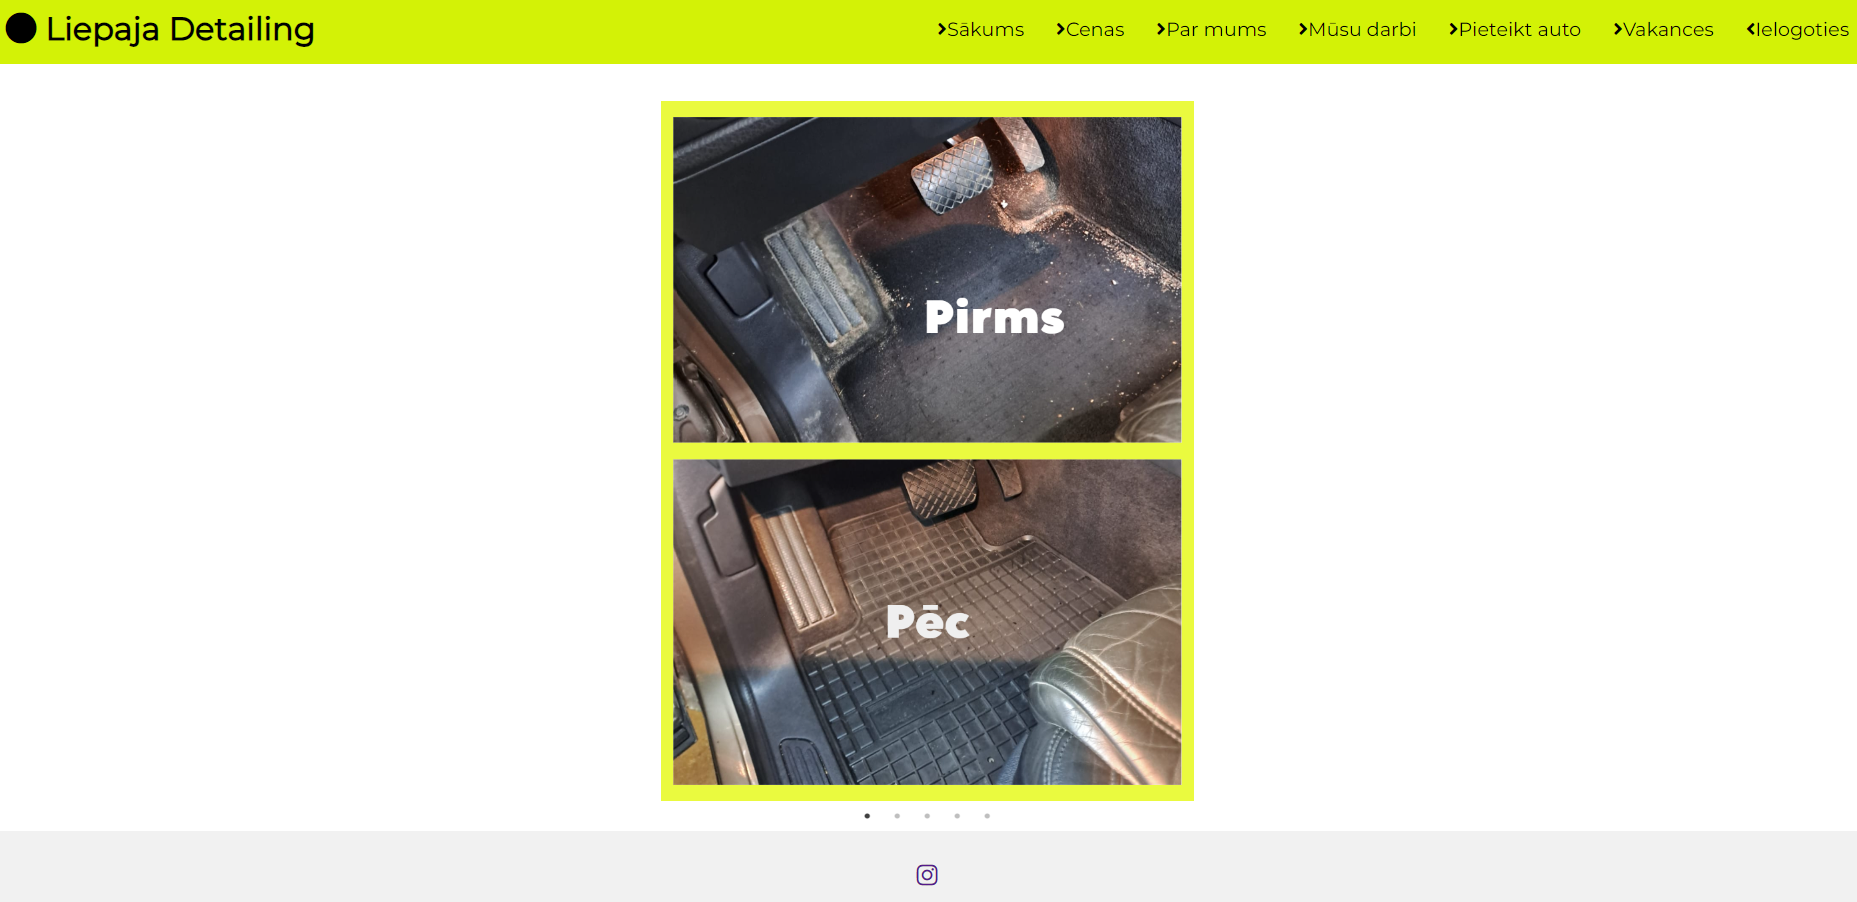 Liepaja Detailing
Sākums Cenas Par mums Mūsu darbi Pieteikt auto Vakances Ielogoties
Pirms
Pēc